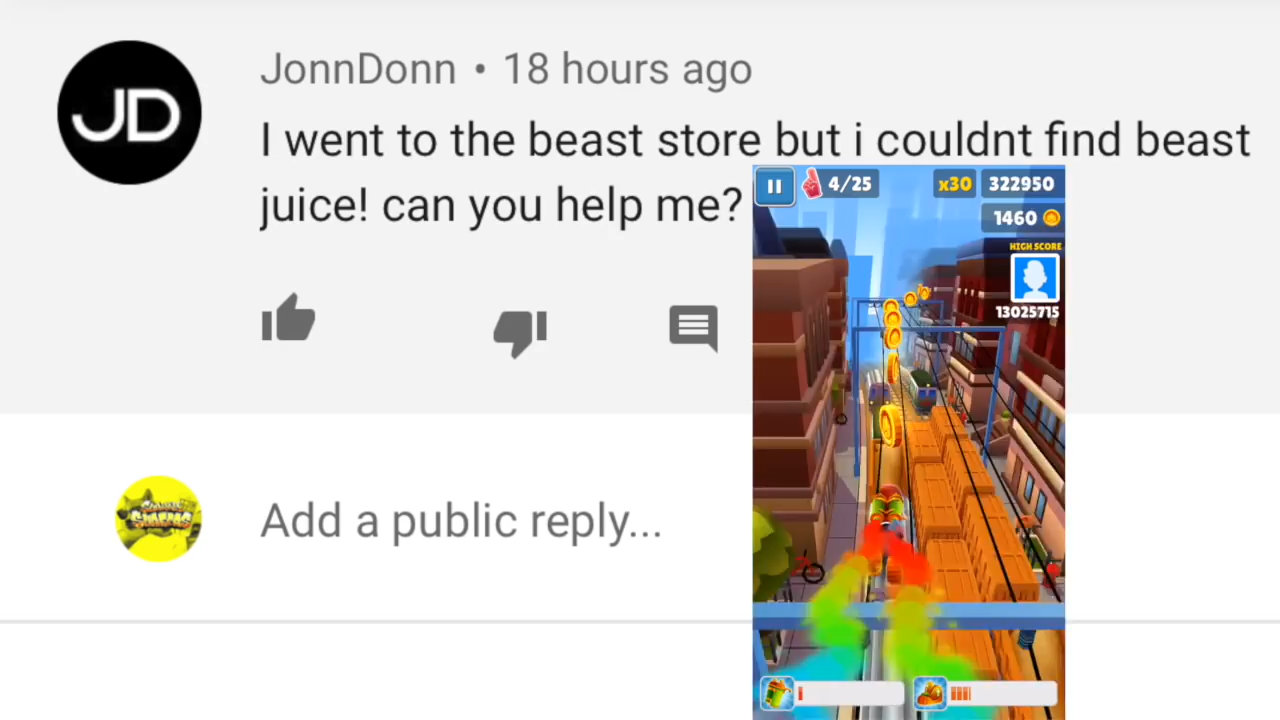 JD
JonnDonn • 18 hours ago
I went to the beast store but i couldnt find beast
juice! can you help me?
4/25
x30
322950
1460
HIGH SCORE
13025715
Add a public reply...